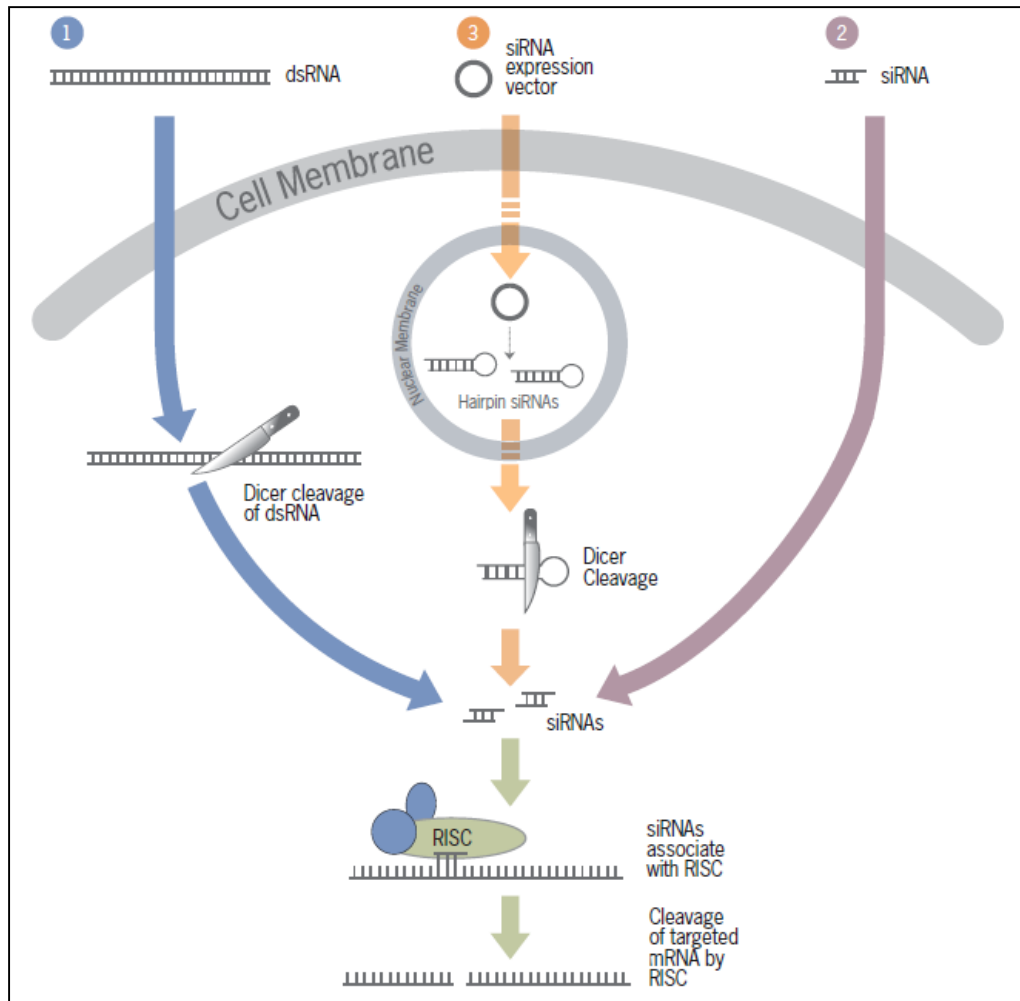 1
dsRNA
3
siRNA
expression
vector
2
siRNA
Cell Membrane
Nuclear Membrane
Hairpin siRNAs
Dicer cleavage
of dsRNA
Dicer
Cleavage
siRNAs
RISC
siRNAs
associate
with RISC
Cleavage
of targeted
mRNA by
RISC